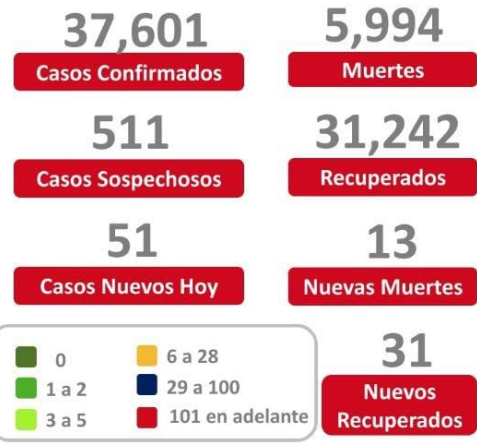 37,601
Casos Confirmados
5,994
Muertes
511
Casos Sospechosos
31,242
Recuperados
51
Casos Nuevos Hoy
13
Nuevas Muertes
0
1 a 2
3 a 5
6 a 28
29 a 100
101 en adelante
31
Nuevos
Recuperados